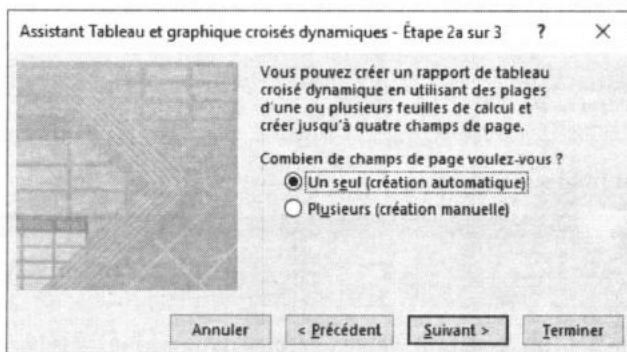 Assistant Tableau et graphique croisés dynamiques - Étape 2a sur 3 ? ×
Vous pouvez créer un rapport de tableau
croisé dynamique en utilisant des plages
d'une ou plusieurs feuilles de calcul et
créer jusqu'à quatre champs de page.
Combien de champs de page voulez-vous ?
Un seul (création automatique)
Plusieurs (création manuelle)
Annuler < Précédent Suivant > Terminer